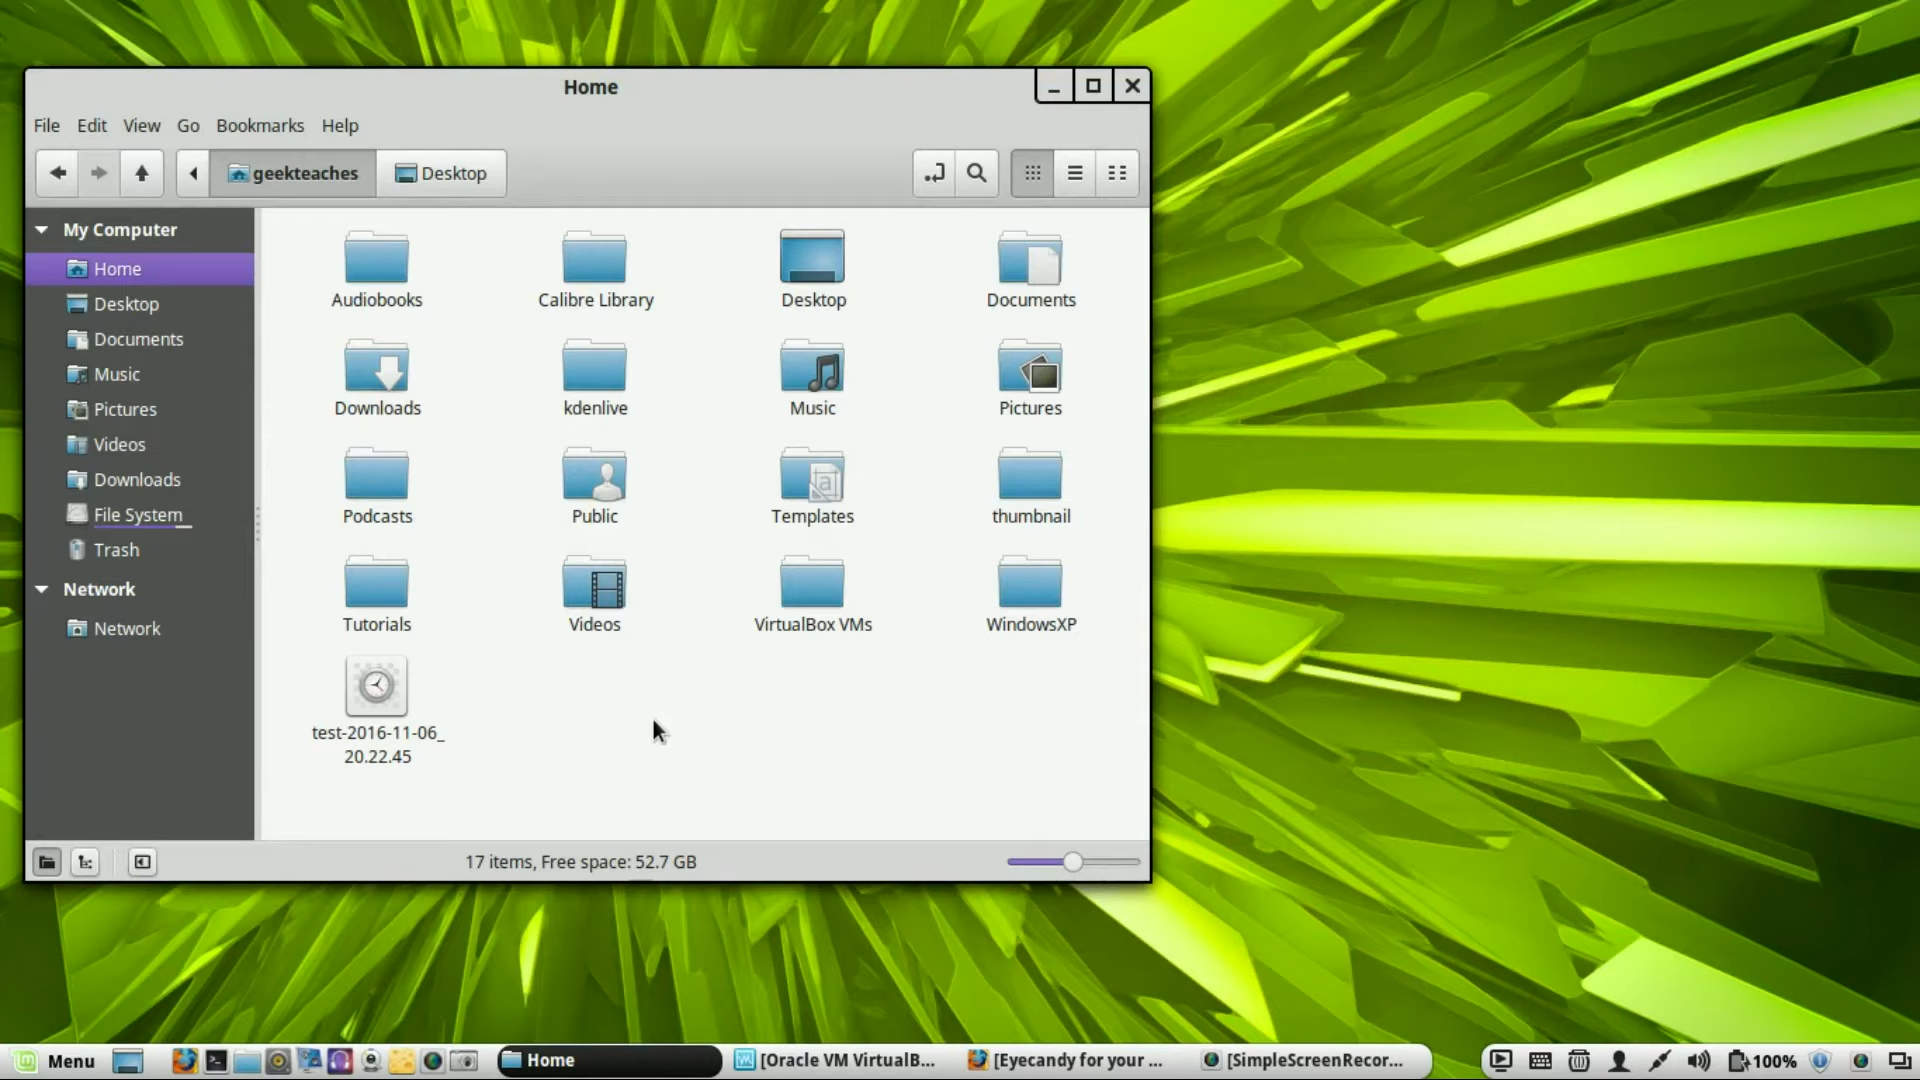 Home
File Edit View Go Bookmarks Help
geekteaches Desktop
My Computer
Home
Desktop
Documents
Music
Pictures
Videos
Downloads
File System
Trash
Network
Network
Audiobooks Calibre Library Desktop Documents
Downloads kdenlive Music Pictures
Podcasts Public Templates thumbnail
Tutorials Videos VirtualBox VMs WindowsXP
test-2016-11-06_
20.22.45
17 items, Free space: 52.7 GB
Menu Home [Oracle VM VirtualB... [Eyecandy for your ... [SimpleScreenRecor... 100%